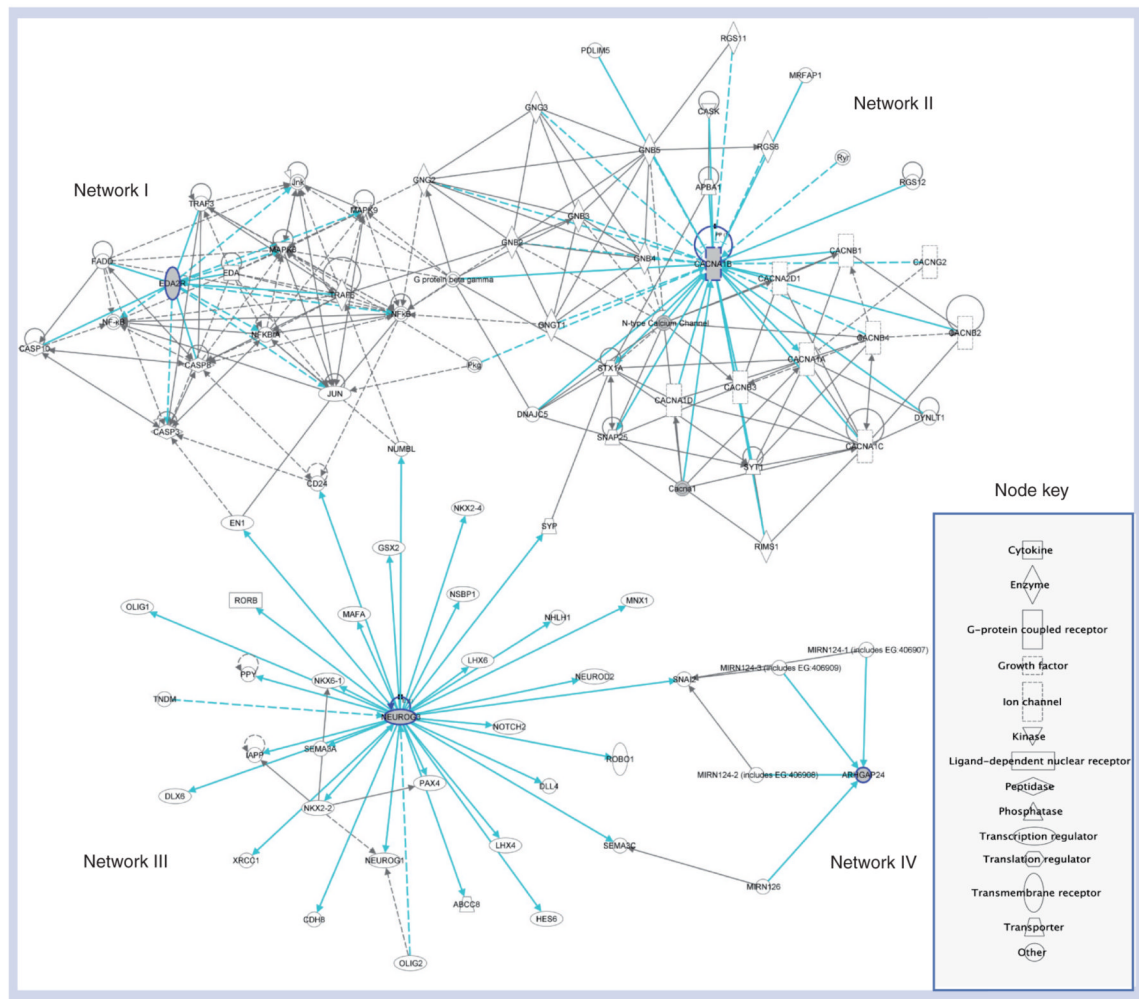 RGS11
PDLIM5
MRFAP1
Network II
GNG3
CASK
GNB5
RGS6
Ryr
Network I
Jnk
GNG2
APBA1
RGS12
TRAF3
MAPK9
GNB3
CACNB1
GNB2
FADD
EDA
GNB4
CACNA1B
CACNG2
EDA2R
G protein beta gamma
CACNA2D1
TRAF6
NFkBIA
GNGT1
N-type Calcium Channel
CACNB2
CASP10
CACNB4
CASP8
Pkg
STX1A
CACNA1A
JUN
CACNA1D
CACNB3
DNAJC5
DYNLT1
CASP3
SNAP25
NUMBL
CACNA1C
SYT1
CD24
Cacna1
Node key
NKX2-4
EN1
SYP
GSX2
RIMS1
Cytokine
Enzyme
NSBP1
RORB
MNX1
OLIG1
MAFA
NHLH1
G-protein coupled receptor
MIRN124-1 (includes EG:406907)
LHX6
Growth factor
MIRN124-3 (includes EG:406909)
PPY
NKX6-1
NEUROD2
SNAI2
TNDM
Ion channel
NEUROG3
NOTCH2
Kinase
IAPP
SEMA3A
ROBO1
Ligand-dependent nuclear receptor
MIRN124-2 (includes EG:406908)
ARHGAP24
PAX4
DLL4
Peptidase
DLX6
NKX2-2
Phosphatase
Transcription regulator
LHX4
SEMA3C
Network III
XRCC1
NEUROG1
Network IV
Translation regulator
MIRN126
Transmembrane receptor
ABCC8
CDH8
HES6
Transporter
Other
OLIG2